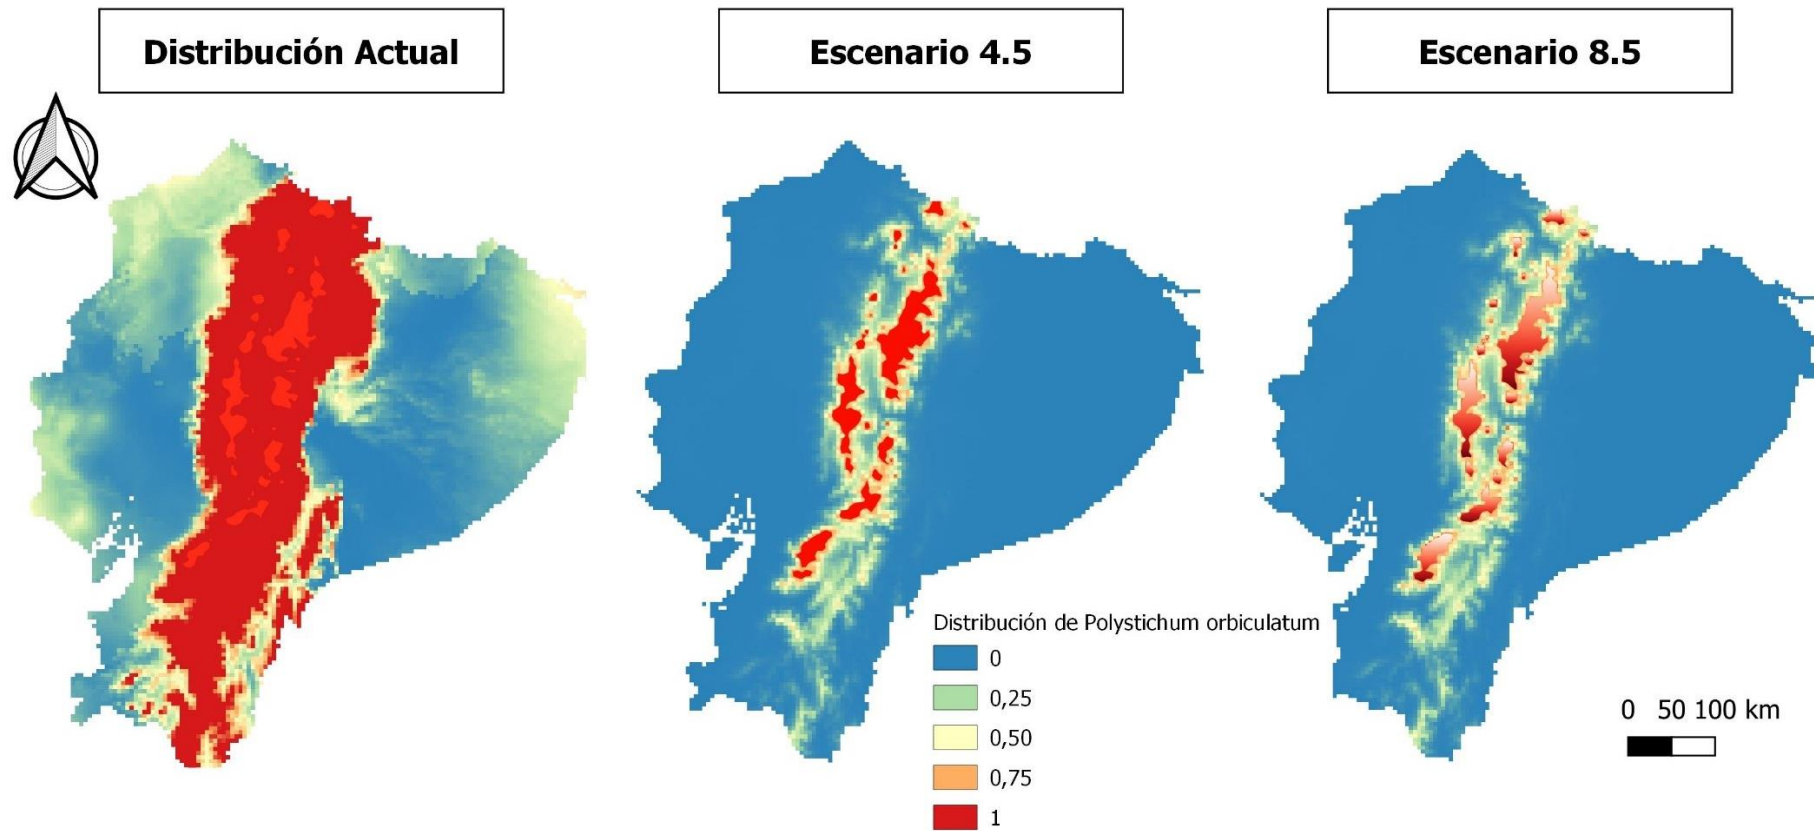 Distribución Actual
Escenario 4.5
Escenario 8.5
Distribución de Polystichum orbiculatum
0
0,25
0,50
0,75
1
0 50 100 km